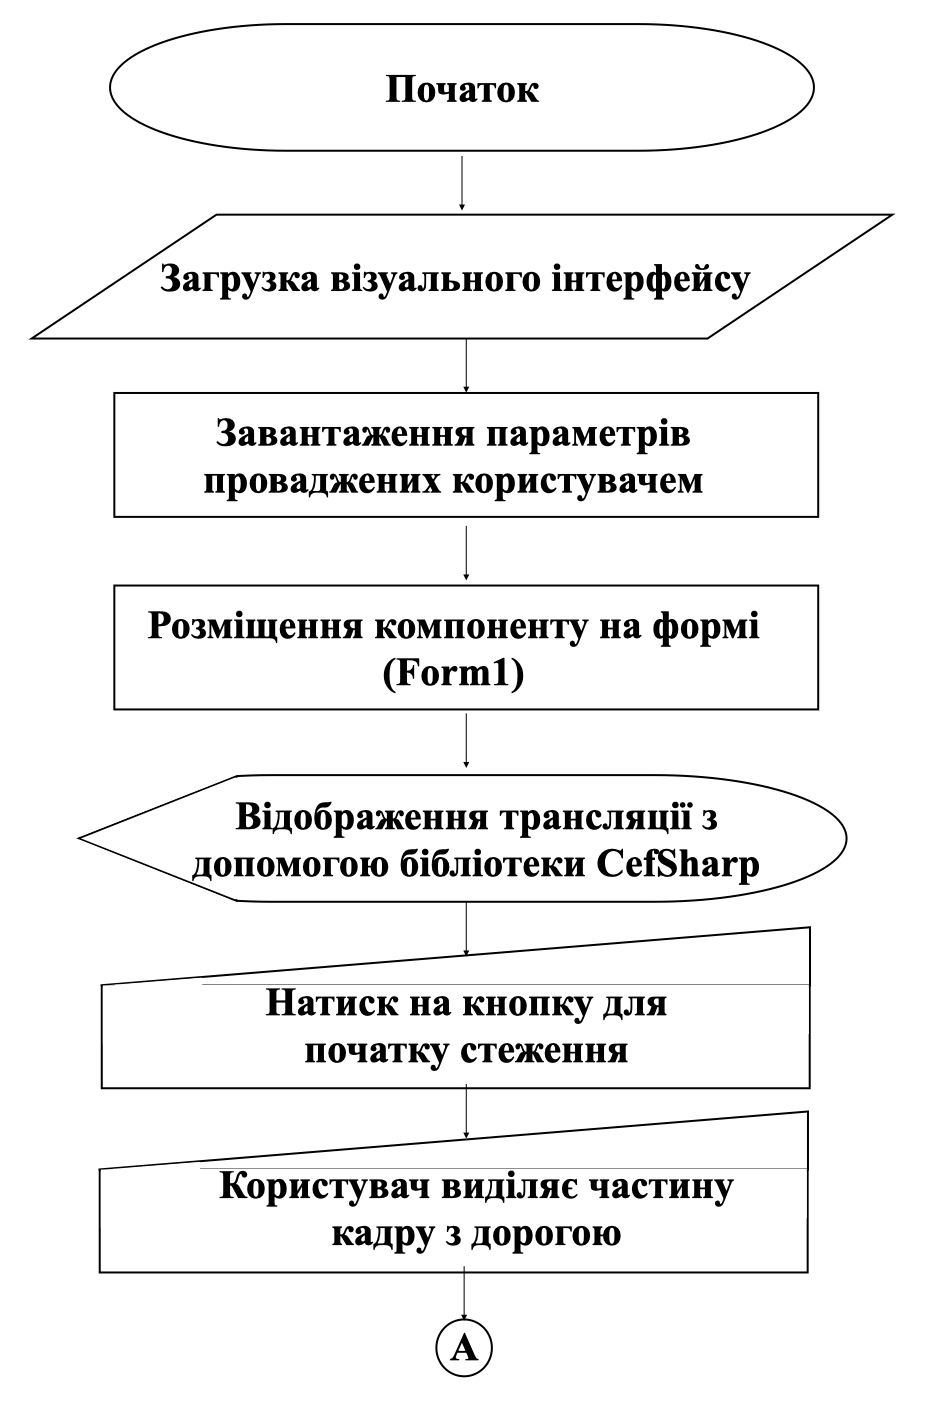 Початок
Загрузка візуального інтерфейсу
Завантаження параметрів
проваджених користувачем
Розміщення компоненту на формі
(Form1)
Відображення трансляції з
допомогою бібліотеки CefSharp
Натиск на кнопку для
початку стеження
Користувач виділяє частину
кадру з дорогою
А